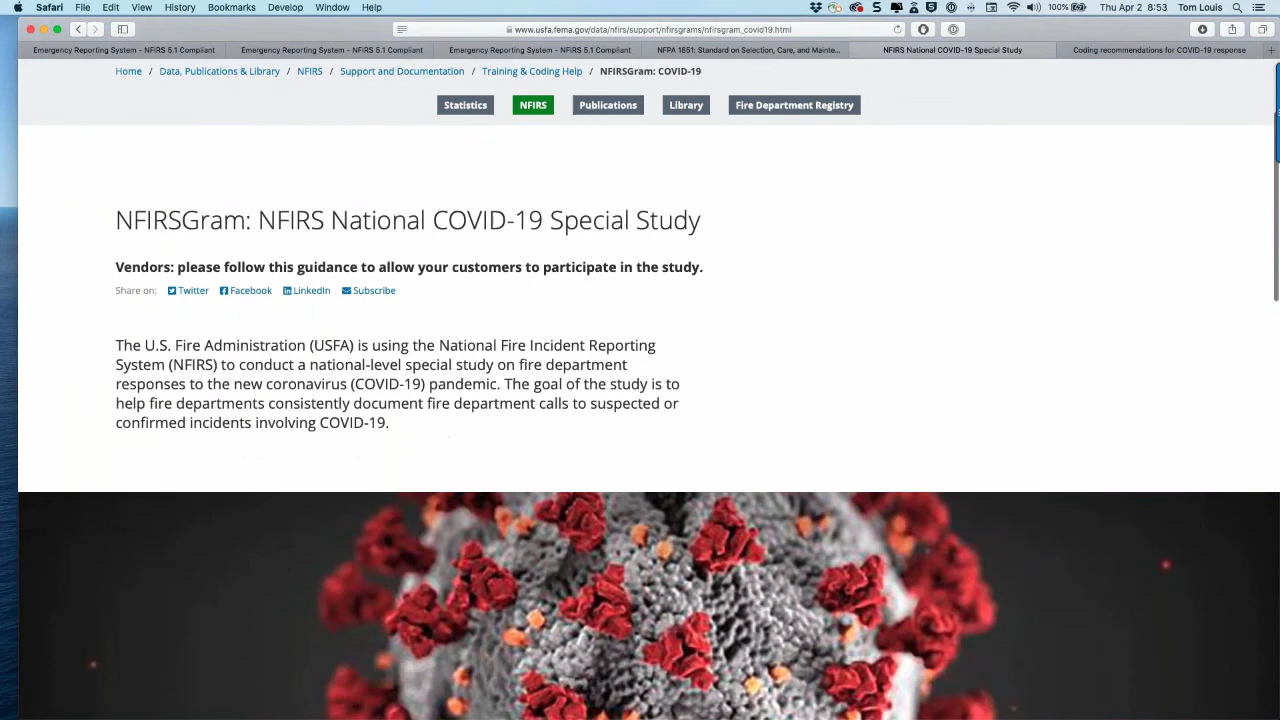 Safari File Edit View History Bookmarks Develop Window Help 100% Thu Apr 2 8:53 Tom Louis
www.usfa.fema.gov/data/nfirs/support/nfirsgrams/nfirsgram_covid19.html
Emergency Reporting System - NFIRS 5.1 Compliant Emergency Reporting System - NFIRS 5.1 Compliant Emergency Reporting System - NFIRS 5.1 Compliant NFPA 1851: Standard on Selection, Care, and Mainte... NFIRS National COVID-19 Special Study Coding recommendations for COVID-19 response
Home / Data, Publications & Library / NFIRS / Support and Documentation / Training & Coding Help / NFIRSGram: COVID-19
Statistics NFIRS Publications Library Fire Department Registry
NFIRSGram: NFIRS National COVID-19 Special Study
Vendors: please follow this guidance to allow your customers to participate in the study.
Share on: Twitter Facebook LinkedIn Subscribe
The U.S. Fire Administration (USFA) is using the National Fire Incident Reporting
System (NFIRS) to conduct a national-level special study on fire department
responses to the new coronavirus (COVID-19) pandemic. The goal of the study is to
help fire departments consistently document fire department calls to suspected or
confirmed incidents involving COVID-19.